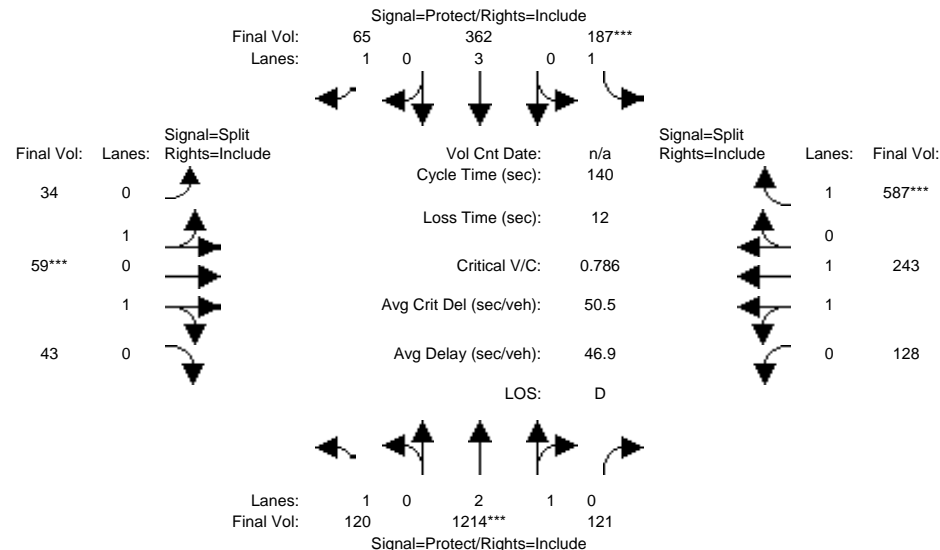 Signal=Protect/Rights=Include
Final Vol: 65 362 187***
Lanes: 1 0 3 0 1
Signal=Split
Final Vol: Lanes: Rights=Include
Vol Cnt Date: n/a
Signal=Split
Rights=Include Lanes: Final Vol:
Cycle Time (sec): 140
34 0
1 587***
Loss Time (sec): 12
1
0
59*** 0
Critical V/C: 0.786
1 243
1
Avg Crit Del (sec/veh): 50.5
1
43 0
Avg Delay (sec/veh): 46.9
0 128
LOS: D
Lanes: 1 0 2 1 0
Final Vol: 120 1214*** 121
Signal=Protect/Rights=Include